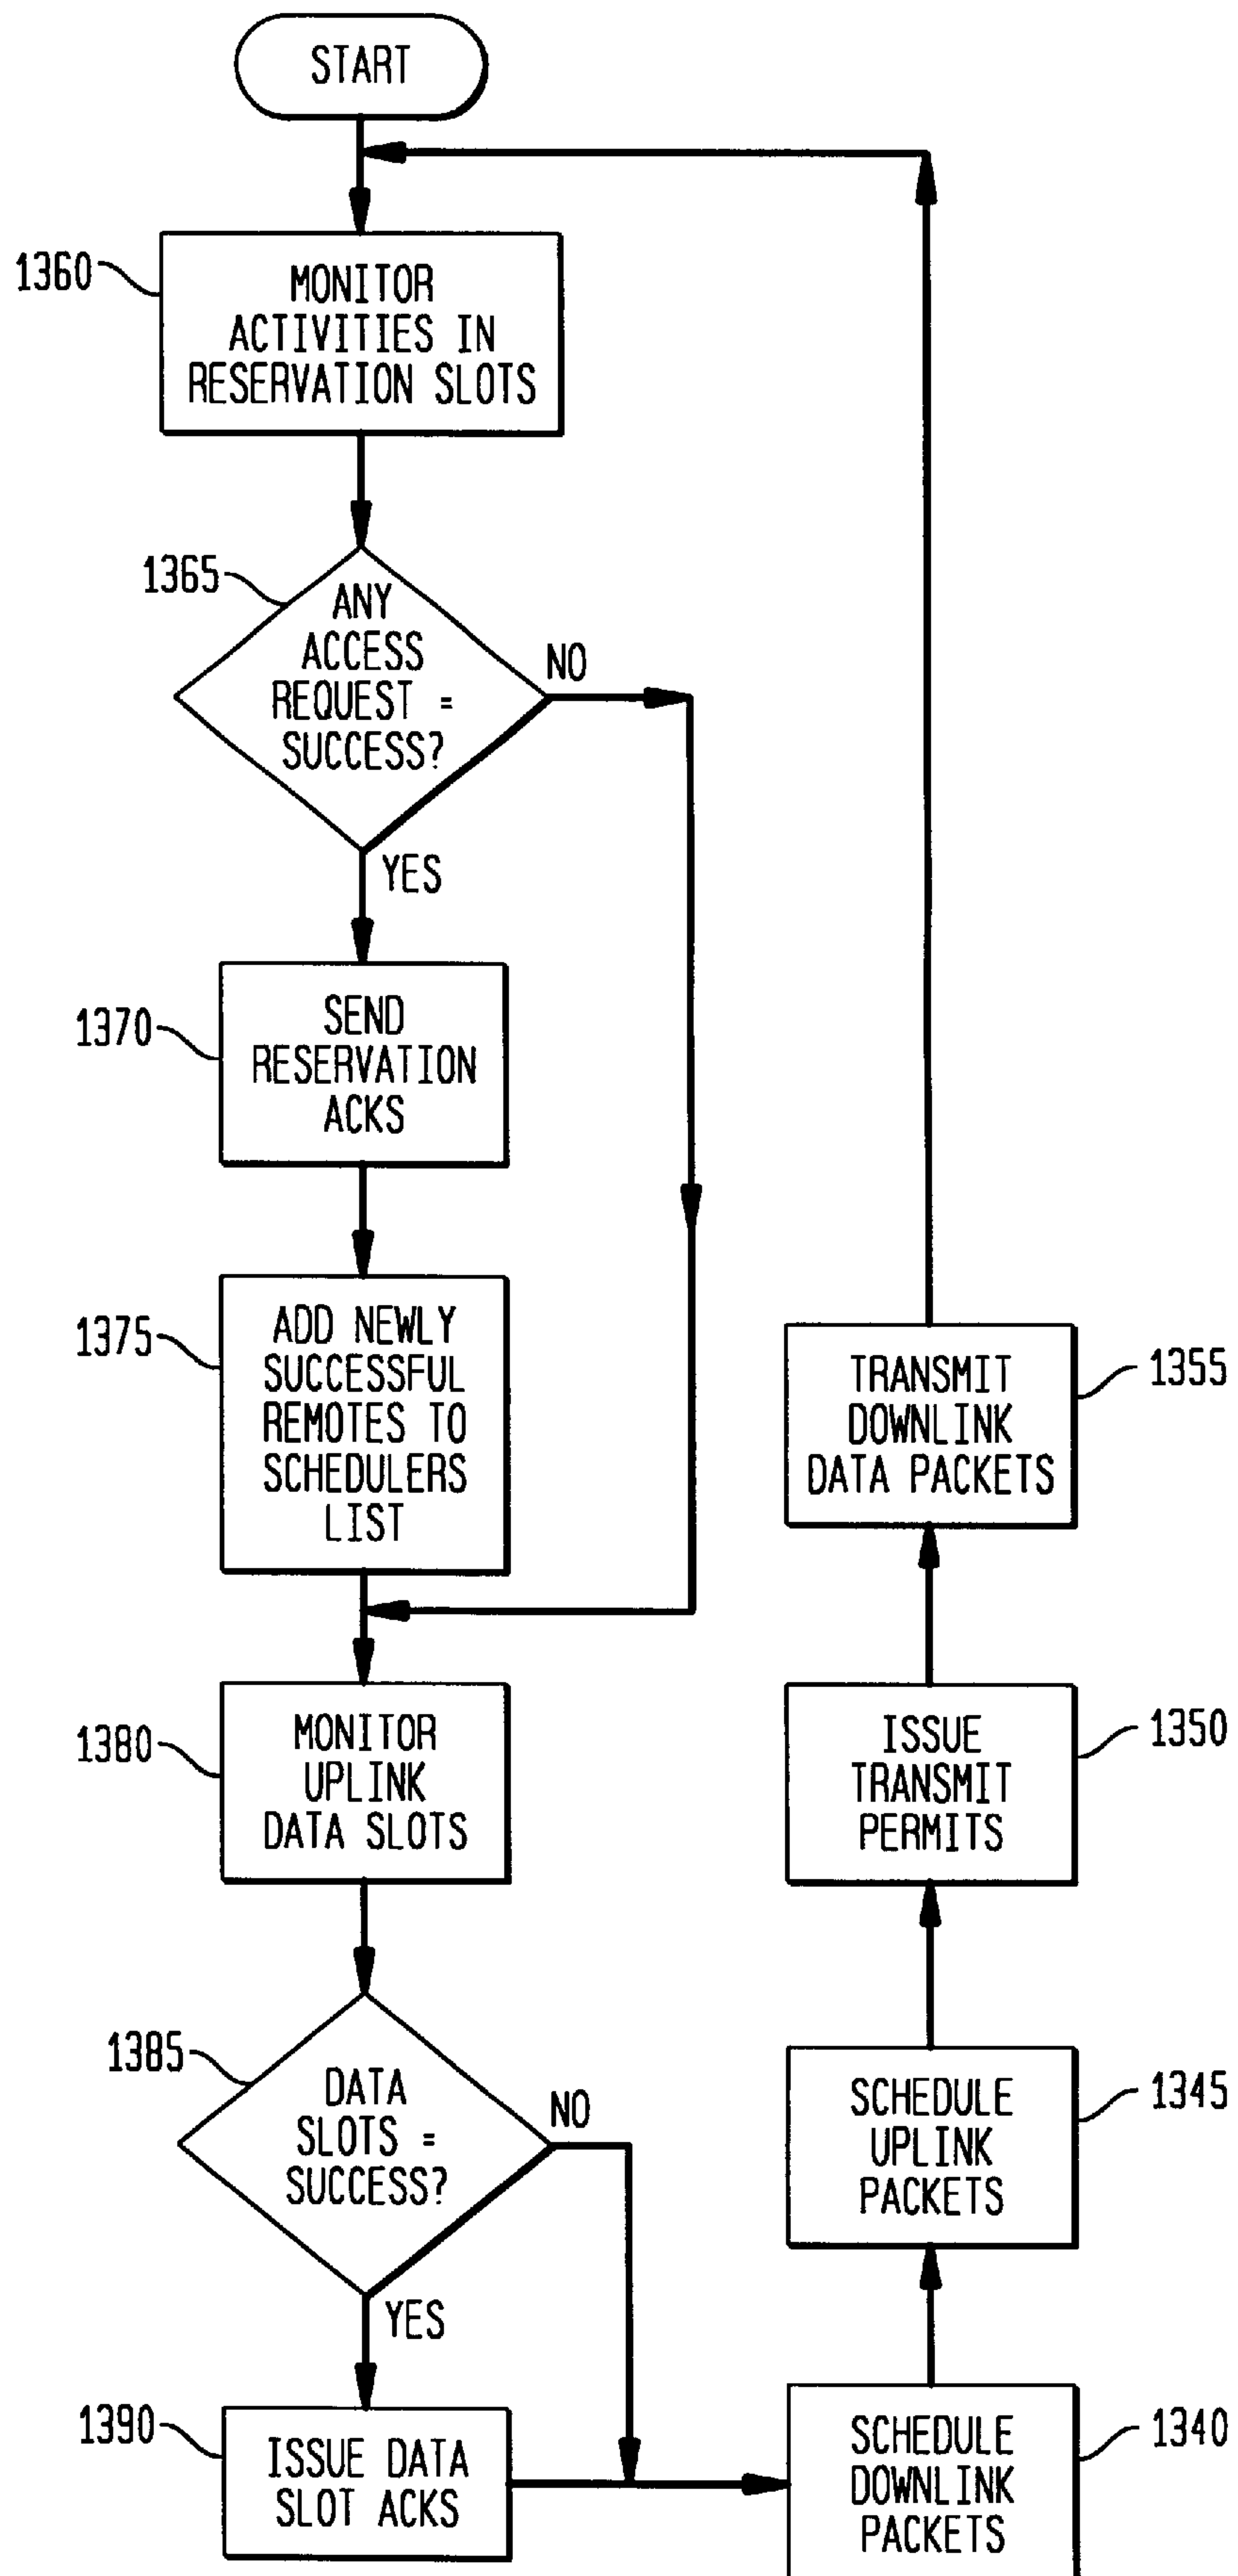 START
1360
MONITOR
ACTIVITIES IN
RESERVATION SLOTS
1365
ANY
ACCESS
REQUEST =
SUCCESS?
NO
YES
1370
SEND
RESERVATION
ACKS
1375
ADD NEWLY
SUCCESSFUL
REMOTES TO
SCHEDULERS
LIST
1380
MONITOR
UPLINK
DATA SLOTS
1385
DATA
SLOTS =
SUCCESS?
NO
YES
1390
ISSUE DATA
SLOT ACKS
TRANSMIT
DOWNLINK
DATA PACKETS
1355
ISSUE
TRANSMIT
PERMITS
1350
SCHEDULE
UPLINK
PACKETS
1345
SCHEDULE
DOWNLINK
PACKETS
1340